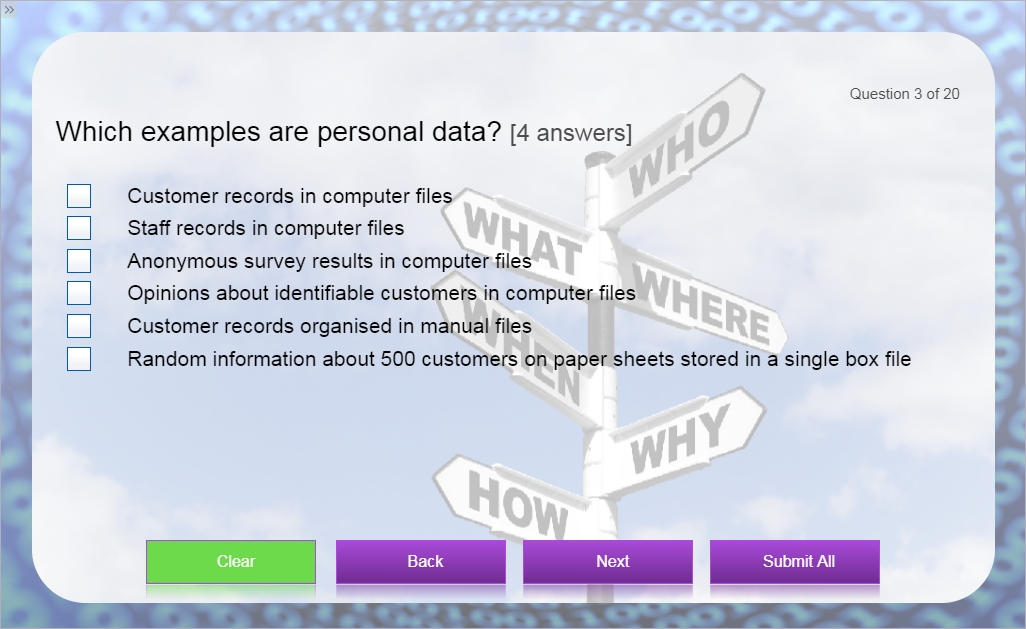 Question 3 of 20
Which examples are personal data? [4 answers]
Customer records in computer files
Staff records in computer files
Anonymous survey results in computer files
Opinions about identifiable customers in computer files
Customer records organised in manual files
Random information about 500 customers on paper sheets stored in a single box file
WHO
WHAT
WHERE
WHEN
WHY
HOW
Clear
Back
Next
Submit All